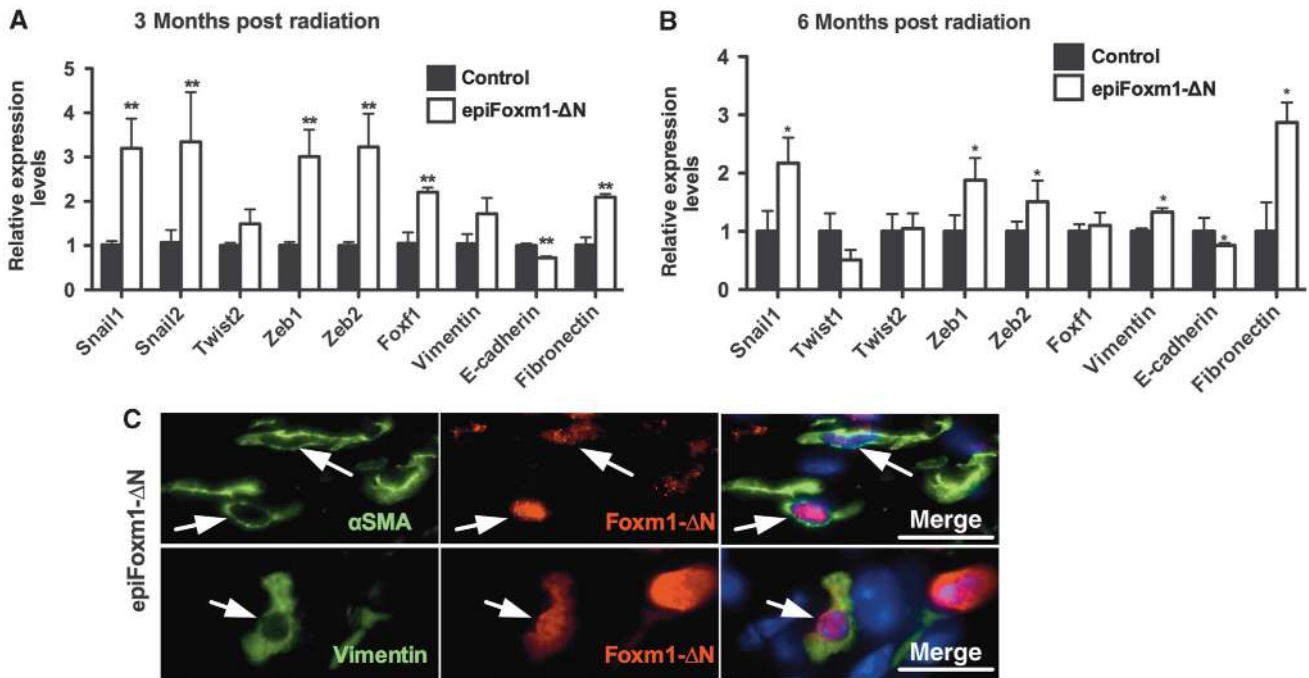 A
3 Months post radiation
Relative expression
levels
5
4
3
2
1
0
** ** ** ** ** ** **
Control
epiFoxm1-ΔN
Snail1
Snail2
Twist2
Zeb1
Zeb2
Foxf1
Vimentin
E-cadherin
Fibronectin
B
6 Months post radiation
Relative expression
levels
4
3
2
1
0
* * * * * *
Control
epiFoxm1-ΔN
Snail1
Twist1
Twist2
Zeb1
Zeb2
Foxf1
Vimentin
E-cadherin
Fibronectin
C
epiFoxm1-ΔN
αSMA
Foxm1-ΔN
Merge
Vimentin
Foxm1-ΔN
Merge